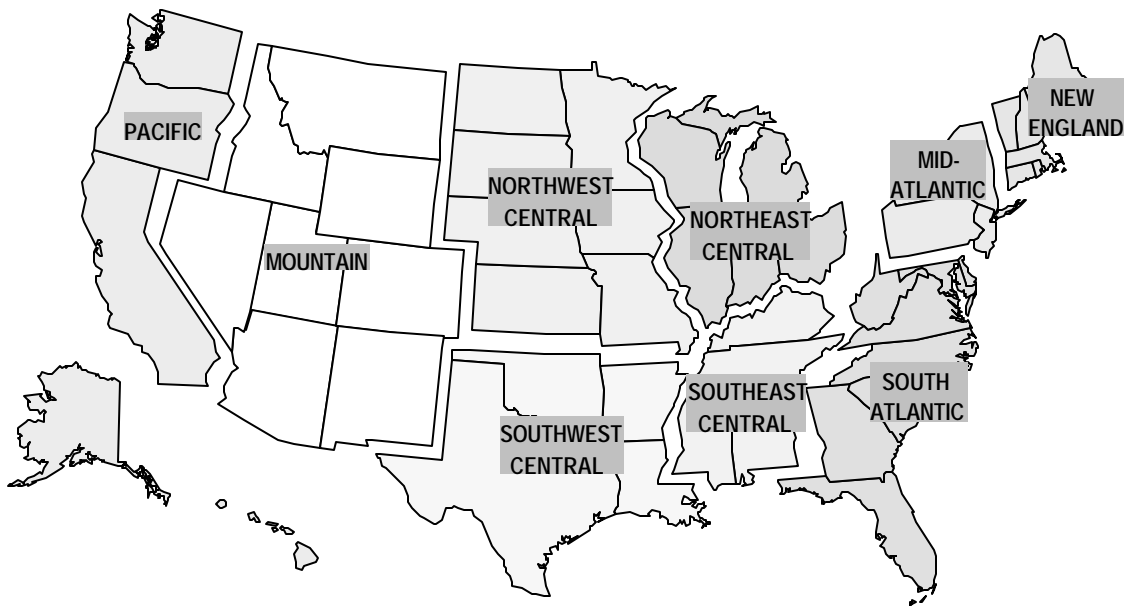 PACIFIC
MOUNTAIN
NORTHWEST
CENTRAL
SOUTHWEST
CENTRAL
NORTHEAST
CENTRAL
SOUTHEAST
CENTRAL
MID-
ATLANTIC
NEW
ENGLAND
SOUTH
ATLANTIC